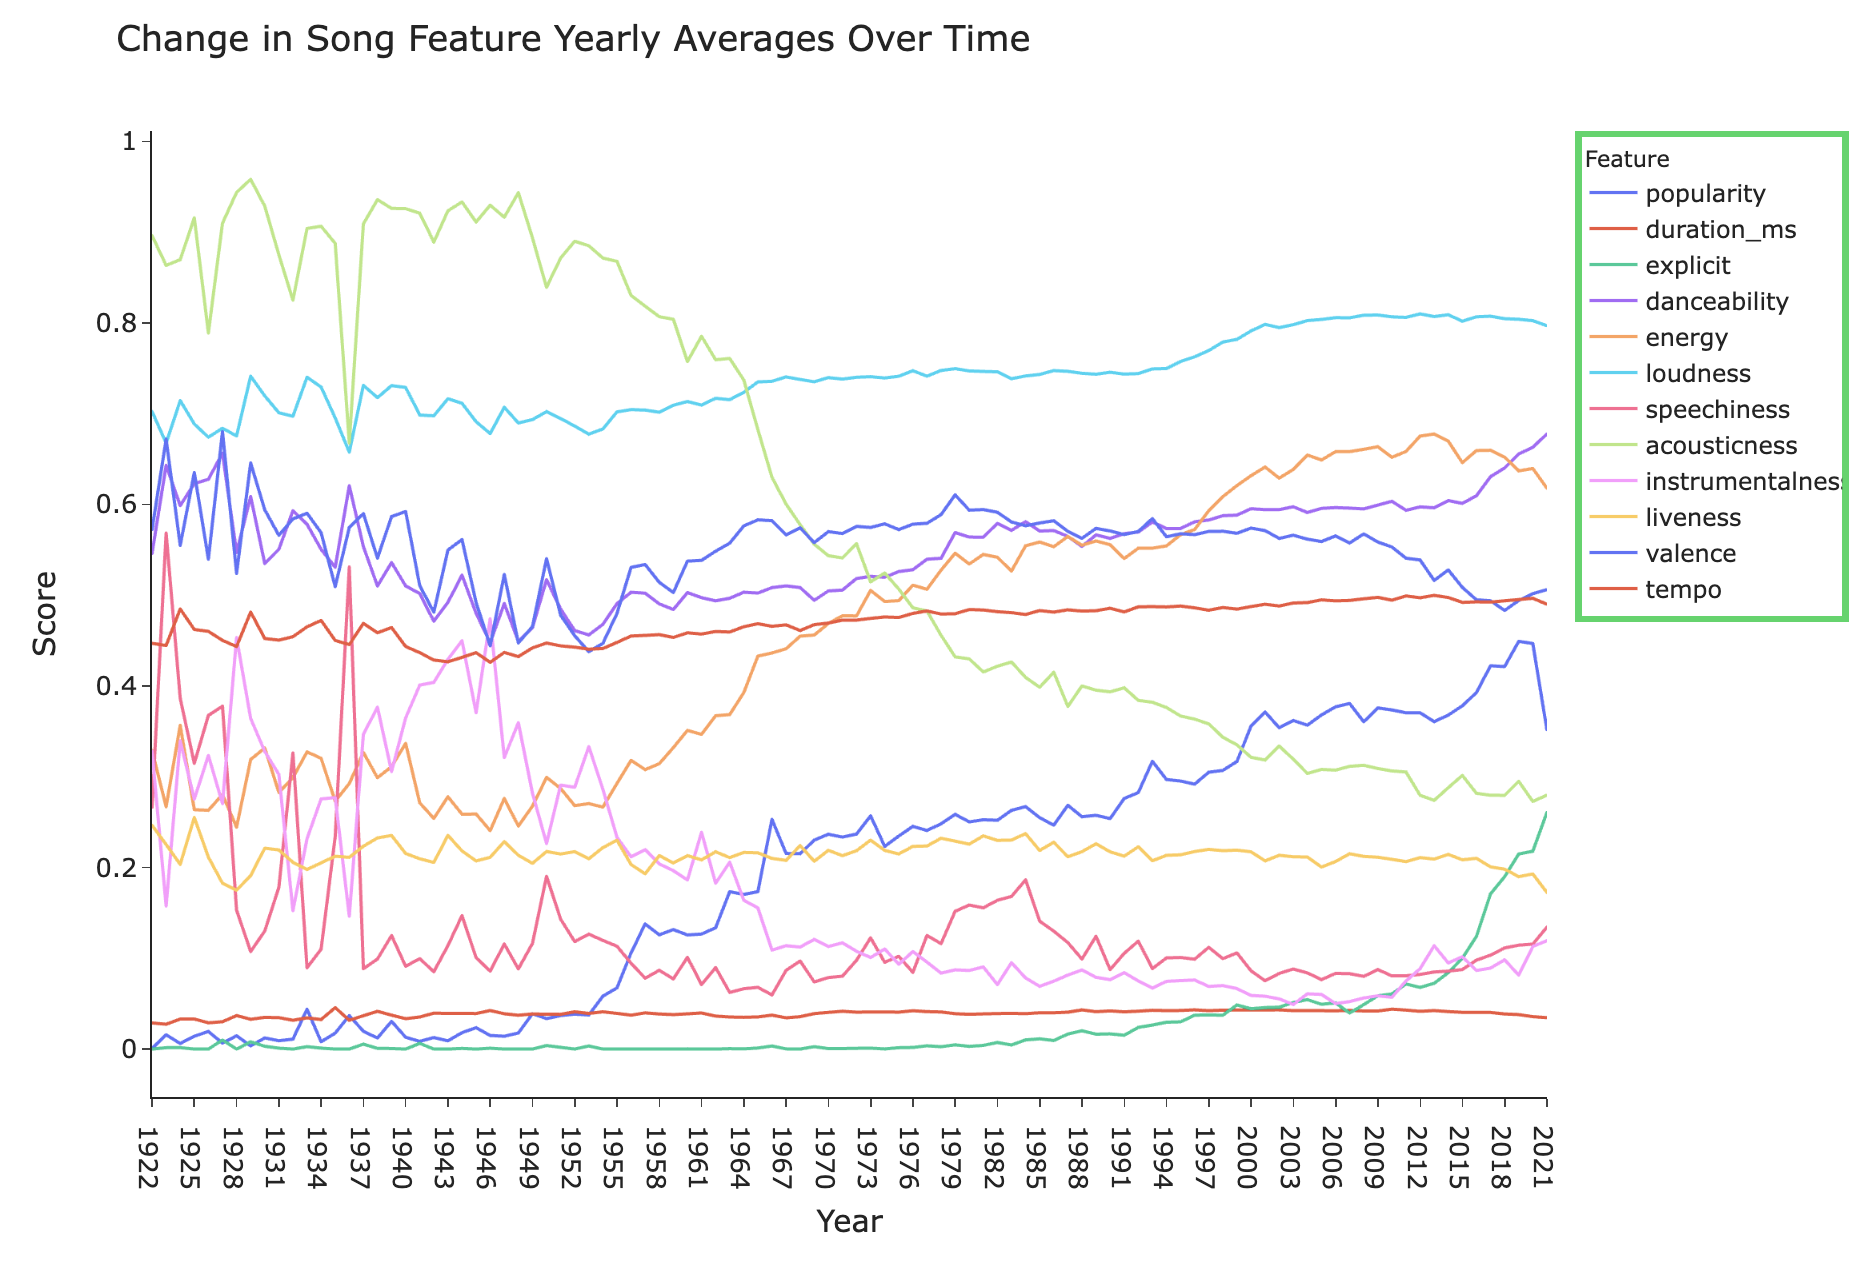 Change in Song Feature Yearly Averages Over Time
Feature
popularity
duration_ms
explicit
danceability
energy
loudness
speechiness
acousticness
instrumentalness
liveness
valence
tempo
1
0.8
0.6
0.4
0.2
0
Score
1922
1925
1928
1931
1934
1937
1940
1943
1946
1949
1952
1955
1958
1961
1964
1967
1970
1973
1976
1979
1982
1985
1988
1991
1994
1997
2000
2003
2006
2009
2012
2015
2018
2021
Year